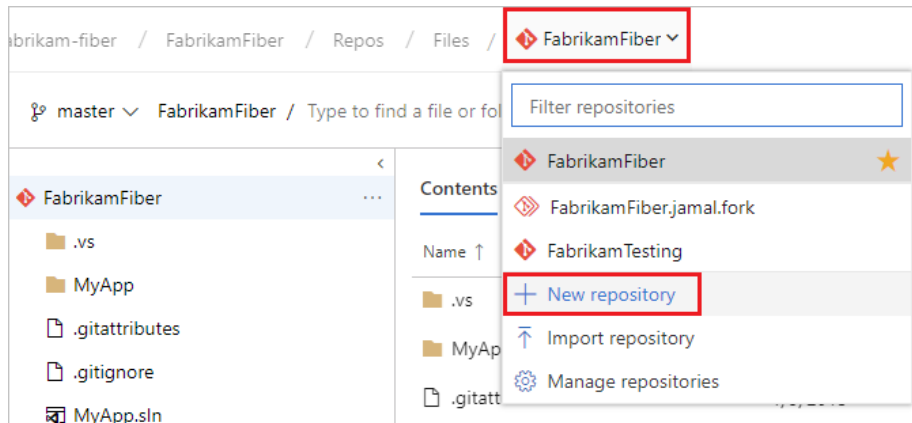 abrikam-fiber / FabrikamFiber / Repos / Files / FabrikamFiber
master FabrikamFiber / Type to find a file or fol
Filter repositories
FabrikamFiber
FabrikamFiber.jamal.fork
FabrikamTesting
New repository
Import repository
Manage repositories
FabrikamFiber ...
.vs
MyApp
.gitattributes
.gitignore
MyApp.sln
Contents
Name ↑
.vs
MyAp
.gitatt